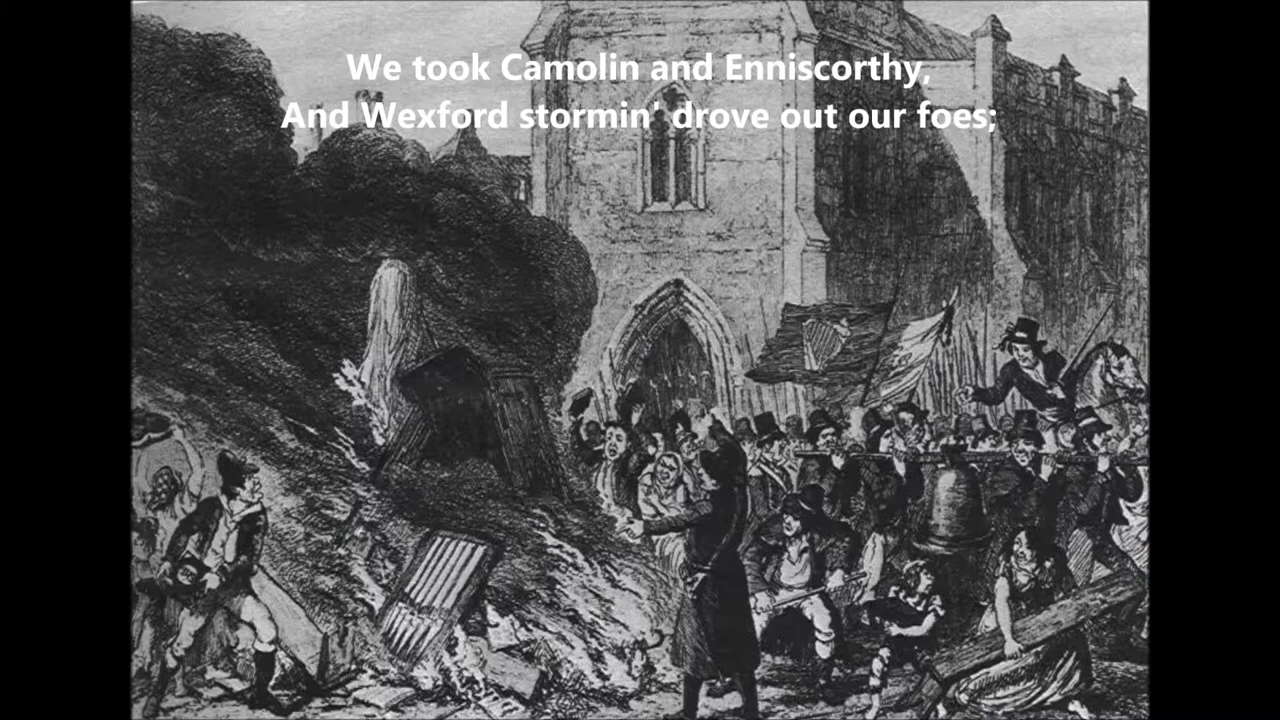 We took Camolin and Enniscorthy,
And Wexford stormin' drove out our foes;